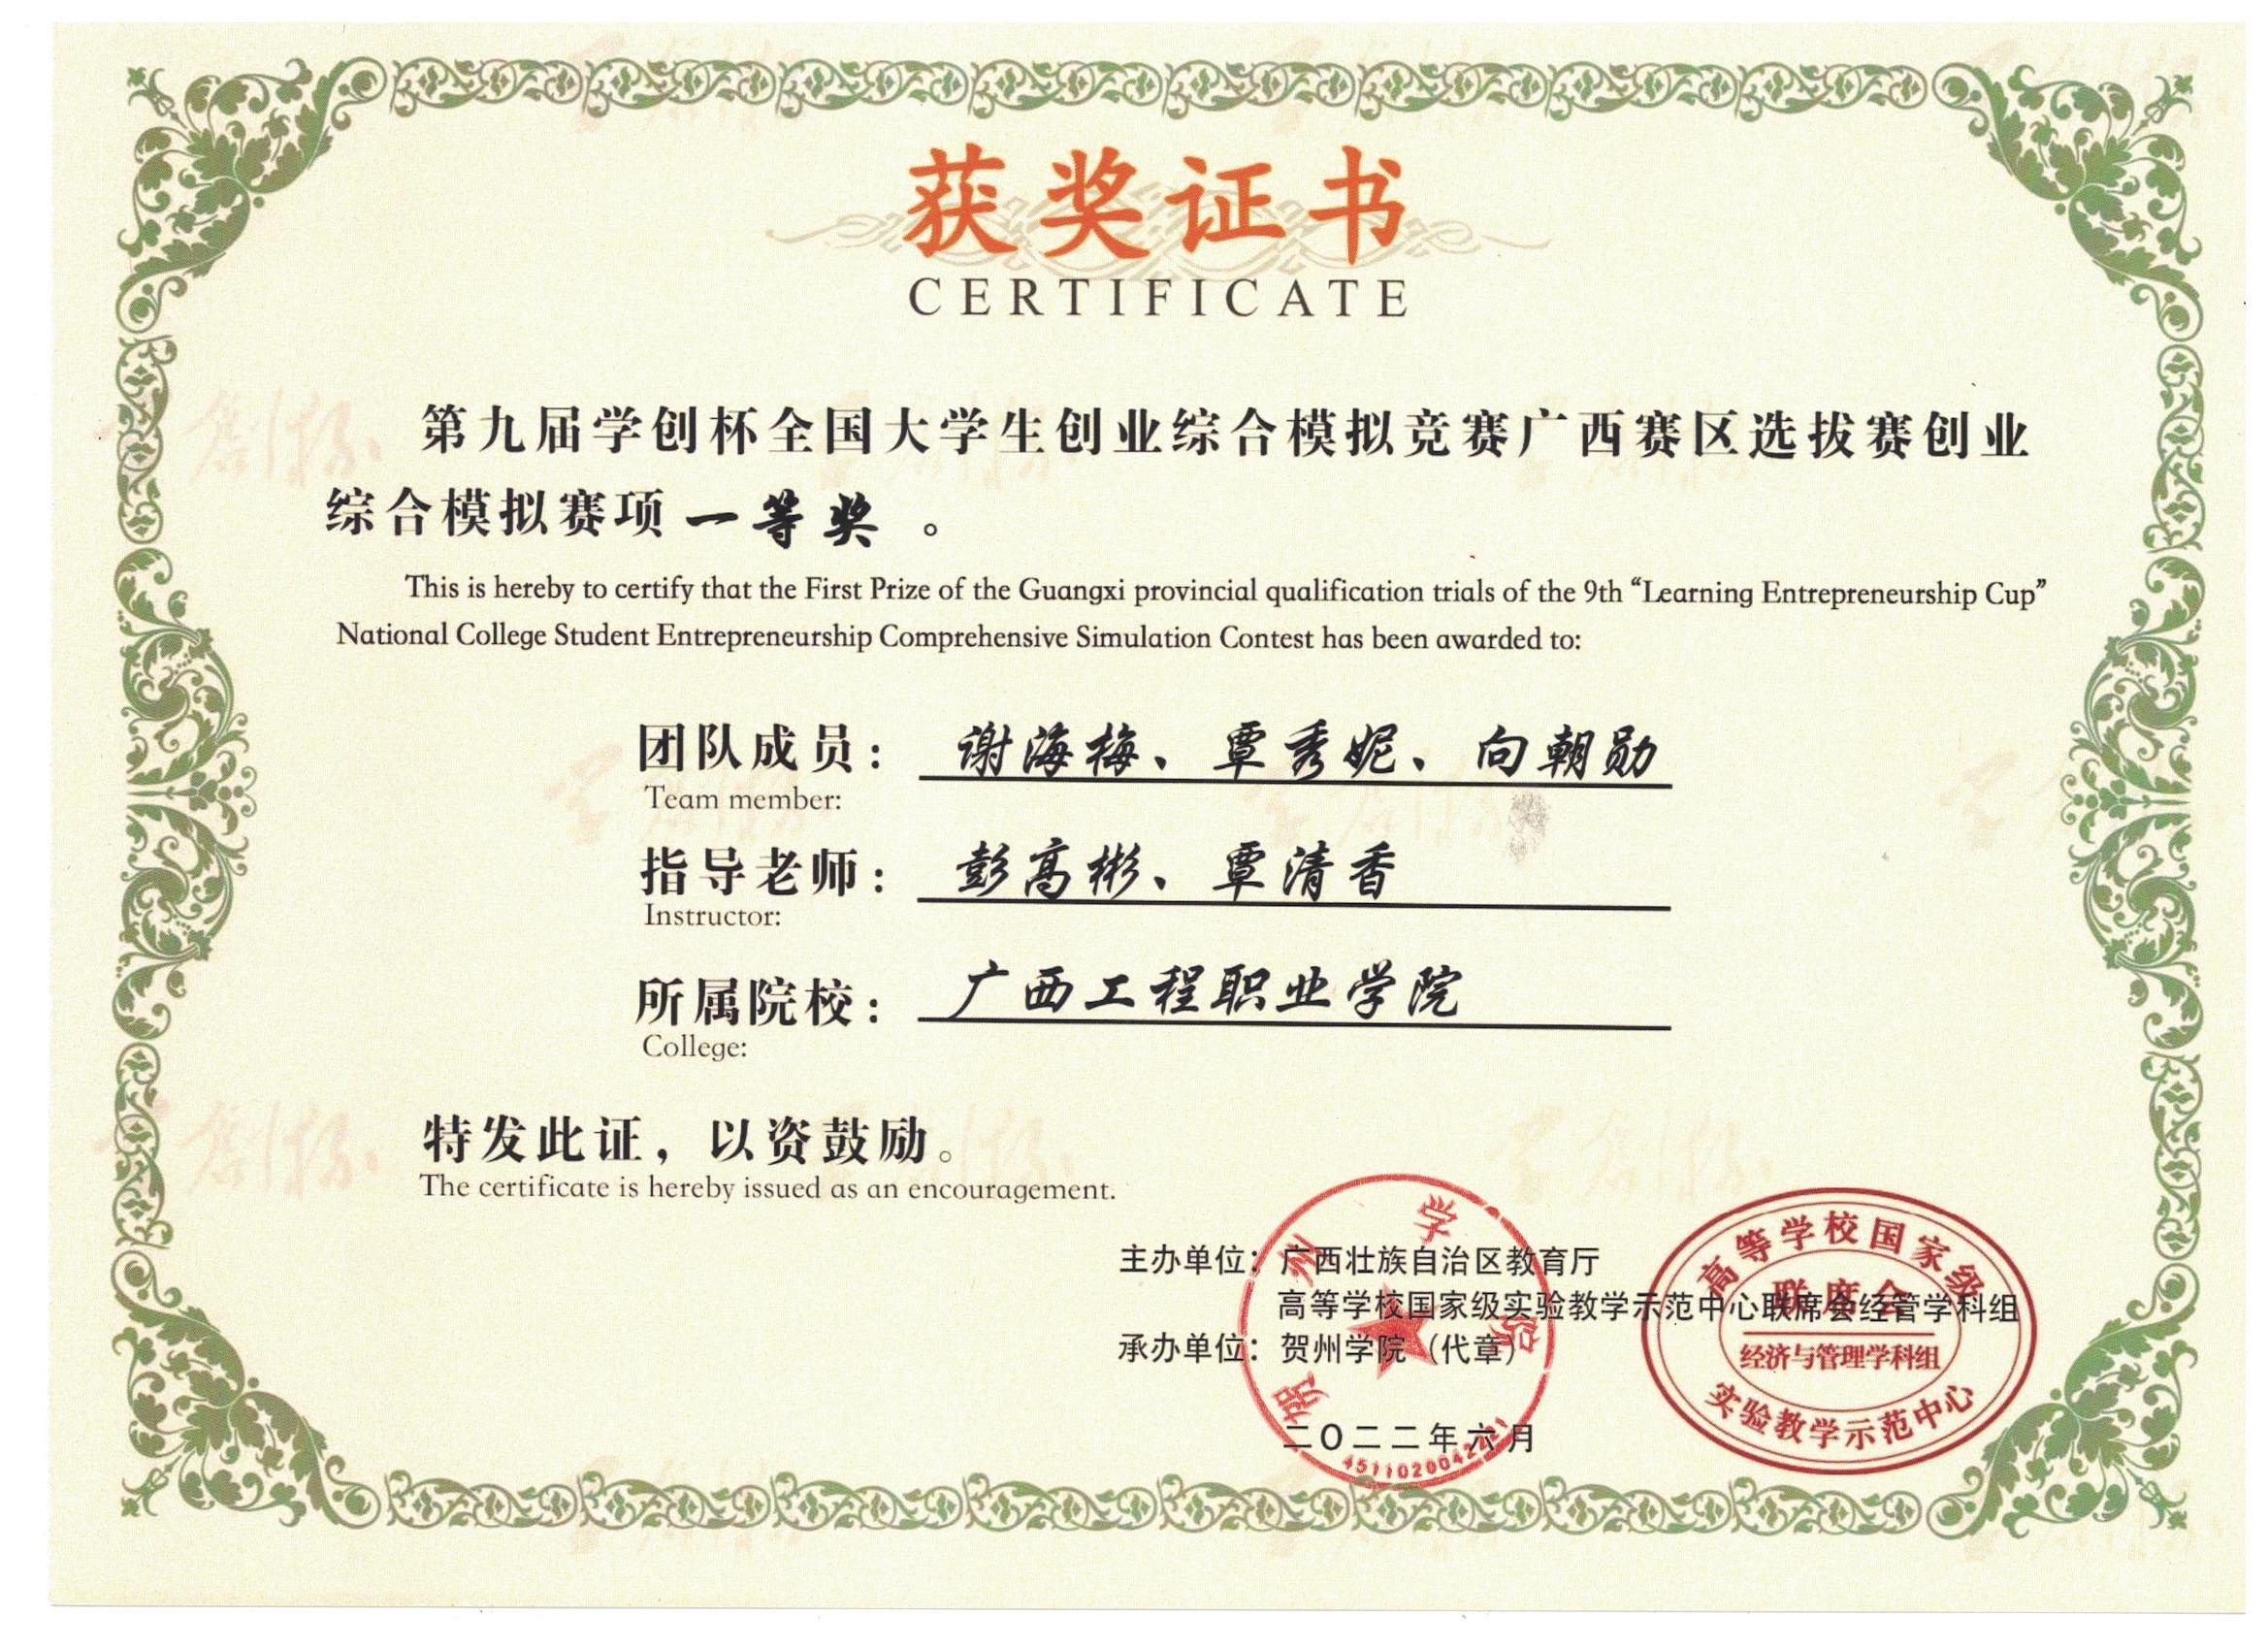 获奖证书
CERTIFICATE
第九届学创杯全国大学生创业综合模拟竞赛广西赛区选拔赛创业
综合模拟赛项 一等奖 。
This is hereby to certify that the First Prize of the Guangxi provincial qualification trials of the 9th “Learning Entrepreneurship Cup”
National College Student Entrepreneurship Comprehensive Simulation Contest has been awarded to:
团队成员： 谢海梅、覃秀妮、向朝勋
Team member:
指导老师： 彭高彬、覃清香
Instructor:
所属院校： 广西工程职业学院
College:
特发此证，以资鼓励。
The certificate is hereby issued as an encouragement.
主办单位：广西壮族自治区教育厅
高等学校国家级实验教学示范中心联席会经管学科组
承办单位：贺州学院（代章）
二〇二二年六月
贺州学院
高等学校国家级
联席会
经济与管理学科组
实验教学示范中心